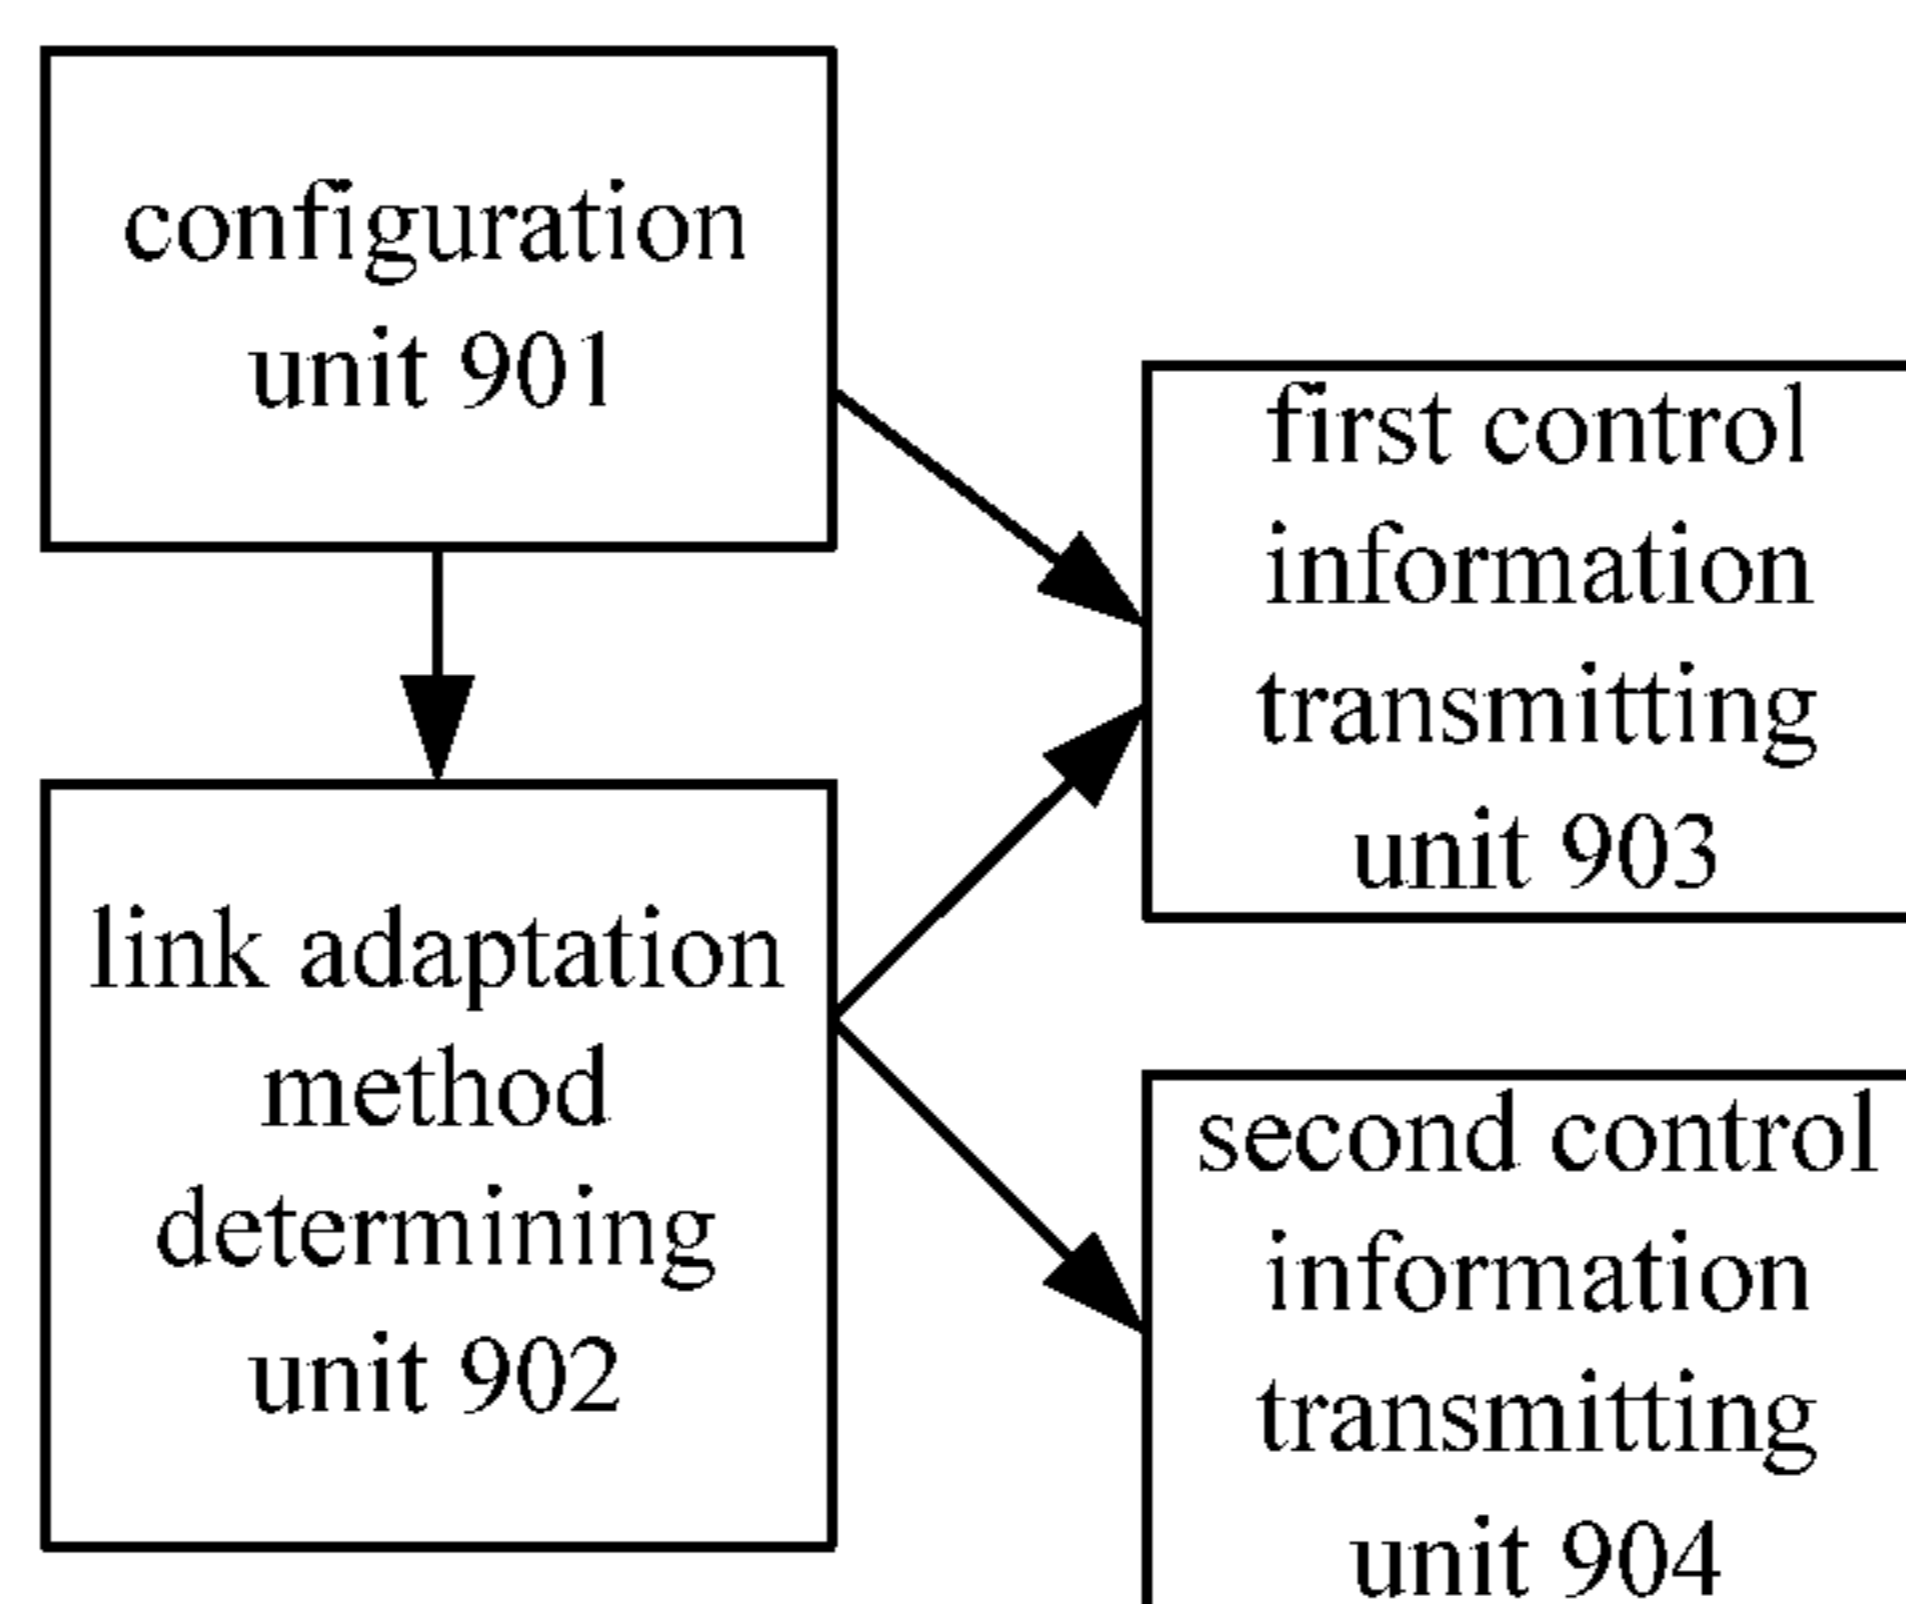 configuration
unit 901
first control
information
transmitting
unit 903
link adaptation
method
determining
unit 902
second control
information
transmitting
unit 904